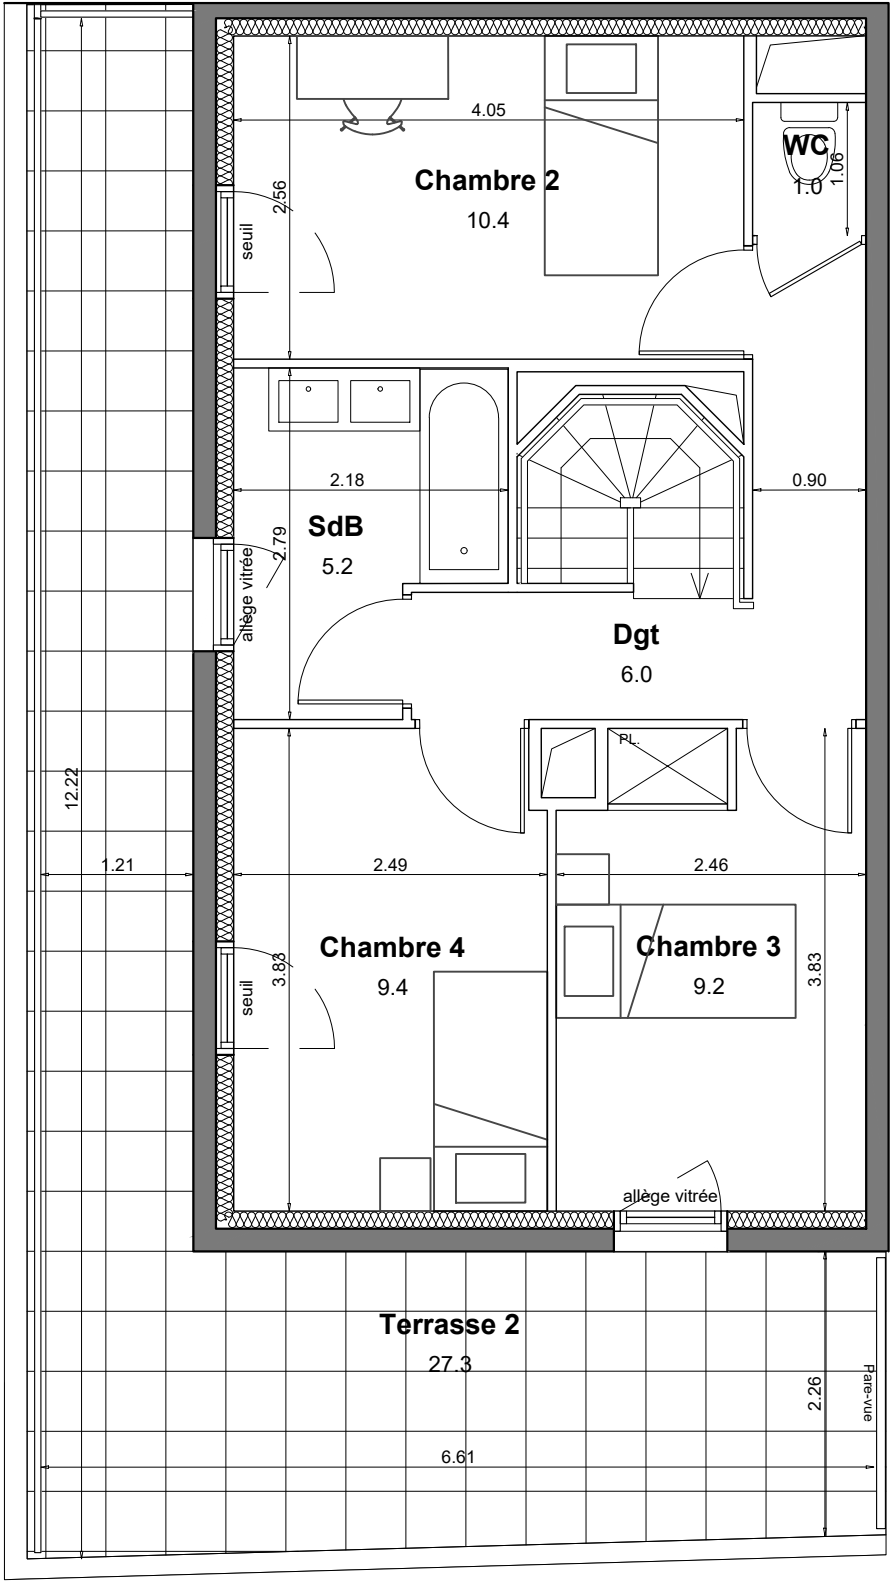 4.05
WC
1.0
1.06
Chambre 2
10.4
2.56
seuil
2.18
0.90
SdB
5.2
2.79
allège vitrée
Dgt
6.0
PL.
12.22
1.21
2.49
2.46
Chambre 4
9.4
3.83
seuil
Chambre 3
9.2
3.83
allège vitrée
Terrasse 2
27.3
2.26
Pare-vue
6.61